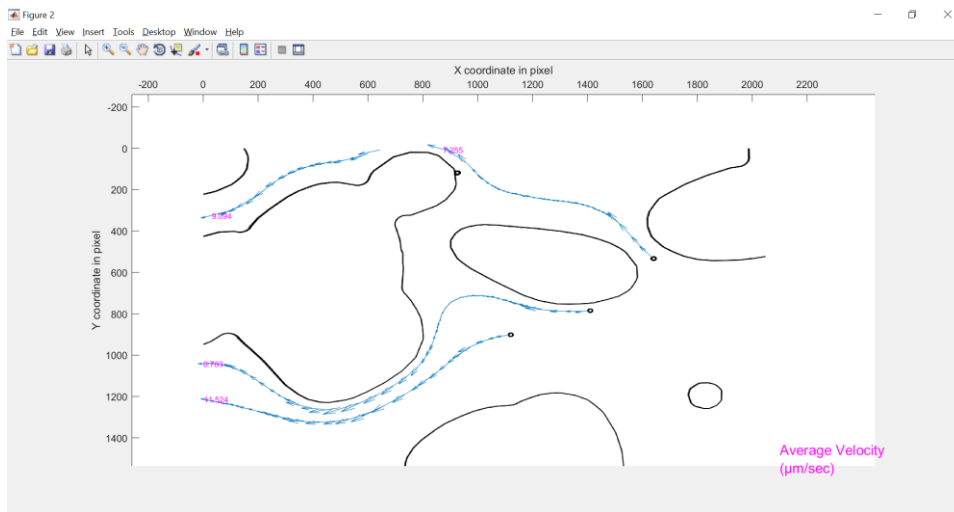 Figure 2
File Edit View Insert Tools Desktop Window Help
X coordinate in pixel
-200 0 200 400 600 800 1000 1200 1400 1600 1800 2000 2200
-200
0
7.255
200
9.094
400
600
Y coordinate in pixel
800
1000
1200
11.524
1400
Average Velocity
(μm/sec)